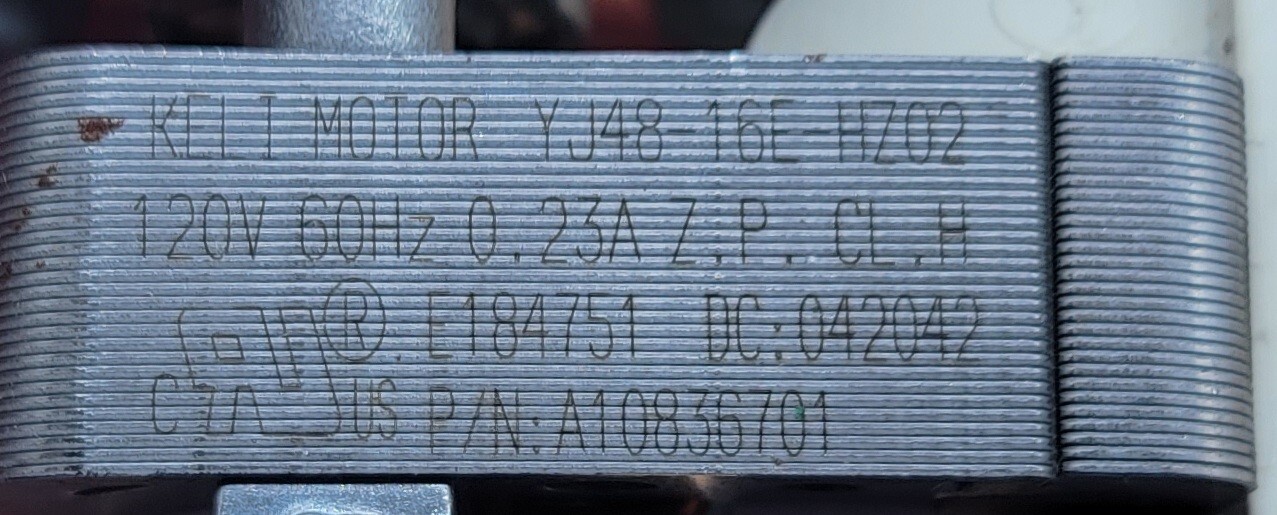 KELI MOTOR YJ48-16E-HZ02
120V 60Hz 0.23A Z.P. CL.H
®. E184751 DC:042042
C US P/N:A10836701